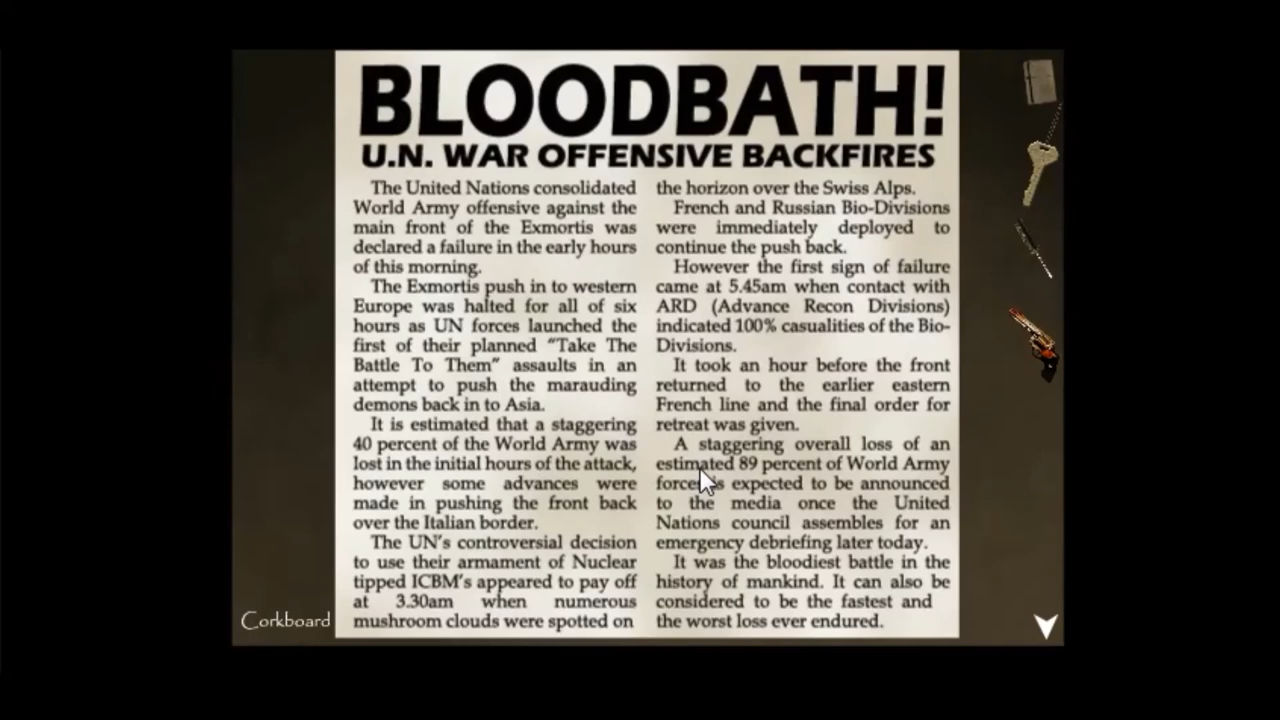 BLOODBATH!
U.N. WAR OFFENSIVE BACKFIRES
The United Nations consolidated
World Army offensive against the
main front of the Exmortis was
declared a failure in the early hours
of this morning.
The Exmortis push in to western
Europe was halted for all of six
hours as UN forces launched the
first of their planned “Take The
Battle To Them” assaults in an
attempt to push the marauding
demons back in to Asia.
It is estimated that a staggering
40 percent of the World Army was
lost in the initial hours of the attack,
however some advances were
made in pushing the front back
over the Italian border.
The UN's controversial decision
to use their armament of Nuclear
tipped ICBM's appeared to pay off
at 3.30am when numerous
mushroom clouds were spotted on
the horizon over the Swiss Alps.
French and Russian Bio-Divisions
were immediately deployed to
continue the push back.
However the first sign of failure
came at 5.45am when contact with
ARD (Advance Recon Divisions)
indicated 100% casualities of the Bio-
Divisions.
It took an hour before the front
returned to the earlier eastern
French line and the final order for
retreat was given.
A staggering overall loss of an
estimated 89 percent of World Army
forces is expected to be announced
to the media once the United
Nations council assembles for an
emergency debriefing later today.
It was the bloodiest battle in the
history of mankind. It can also be
considered to be the fastest and
the worst loss ever endured.
Corkboard